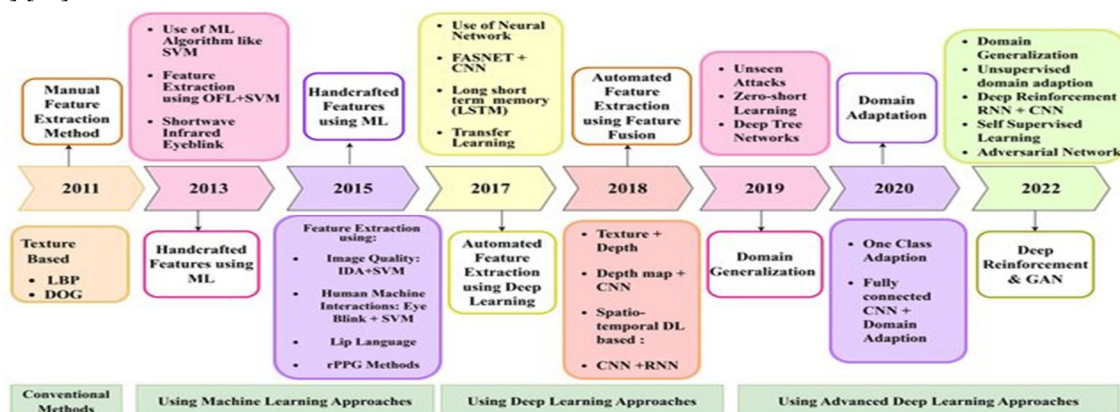 Manual
Feature
Extraction
Method
2011
Texture
Based
• LBP
• DOG
• Use of ML
Algorithm like
SVM
• Feature
Extraction
using OFL+SVM
• Shortwave
Infrared
Eyeblink
2013
Handcrafted
Features using
ML
Handcrafted
Features
using ML
2015
Feature Extraction
using:
• Image Quality:
IDA+SVM
• Human Machine
Interactions: Eye
Blink + SVM
• Lip Language
• rPPG Methods
• Use of Neural
Network
• FASNET +
CNN
• Long short
term memory
(LSTM)
• Transfer
Learning
2017
Automated
Feature
Extraction
using Deep
Learning
Automated
Feature
Extraction
using Feature
Fusion
2018
• Texture +
Depth
• Depth map +
CNN
• Spatio-
temporal DL
based :
• CNN +RNN
• Unseen
Attacks
• Zero-short
Learning
• Deep Tree
Networks
2019
Domain
Generalization
Domain
Adaptation
2020
• One Class
Adaption
• Fully
connected
CNN +
Domain
Adaption
• Domain
Generalization
• Unsupervised
domain adaption
• Deep Reinforcement
RNN + CNN
• Self Supervised
Learning
• Adversarial Network
2022
Deep
Reinforcement
& GAN
Conventional
Methods
Using Machine Learning Approaches
Using Deep Learning Approaches
Using Advanced Deep Learning Approaches